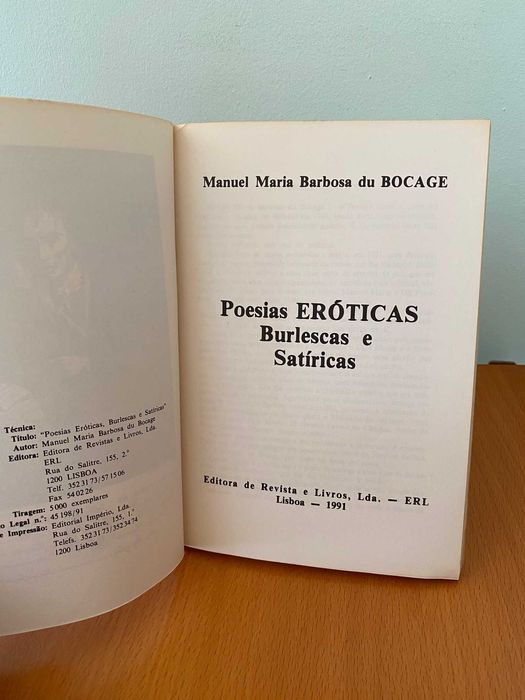 Técnica:
Título: "Poesias Eróticas, Burlescas e Satíricas"
Autor: Manuel Maria Barbosa du Bocage
Editora: Editora de Revistas e Livros, Lda.
ERL
Rua do Salitre, 155, 2.º
1200 LISBOA
Telf. 352 31 73/57 15 06
Fax 54 02 26
Tiragem: 5 000 exemplares
o Legal n.º: 45 198/91
e Impressão: Editorial Império, Lda.
Rua do Salitre, 155, 1.º
Telefs. 352 31 73/352 34 74
1200 Lisboa
Manuel Maria Barbosa du BOCAGE
Poesias ERÓTICAS
Burlescas e
Satíricas
Editora de Revista e Livros, Lda. — ERL
Lisboa — 1991